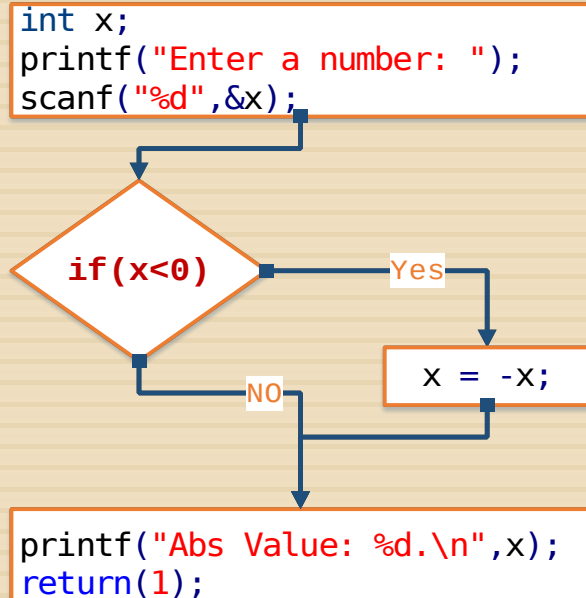 int x;
printf("Enter a number: ");
scanf("%d",&x);
if(x<0)
Yes
x = -x;
NO
printf("Abs Value: %d.\n",x);
return(1);